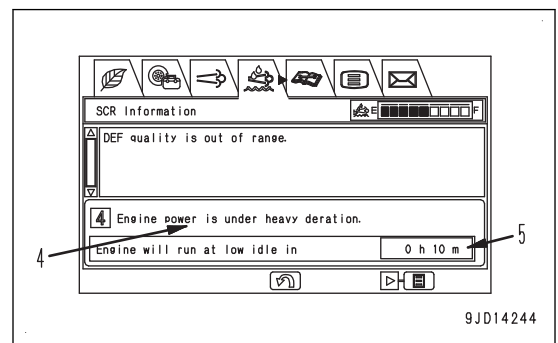 SCR Information
E F
DEF quality is out of range.
4 Engine power is under heavy deration.
4
Engine will run at low idle in 0 h 10 m
5
9JD14244